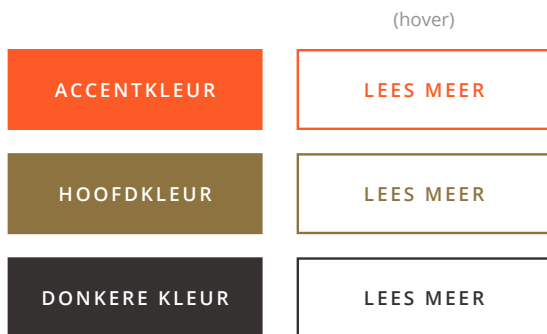 (hover)
ACCENTKLEUR
LEES MEER
HOOFDKLEUR
LEES MEER
DONKERE KLEUR
LEES MEER